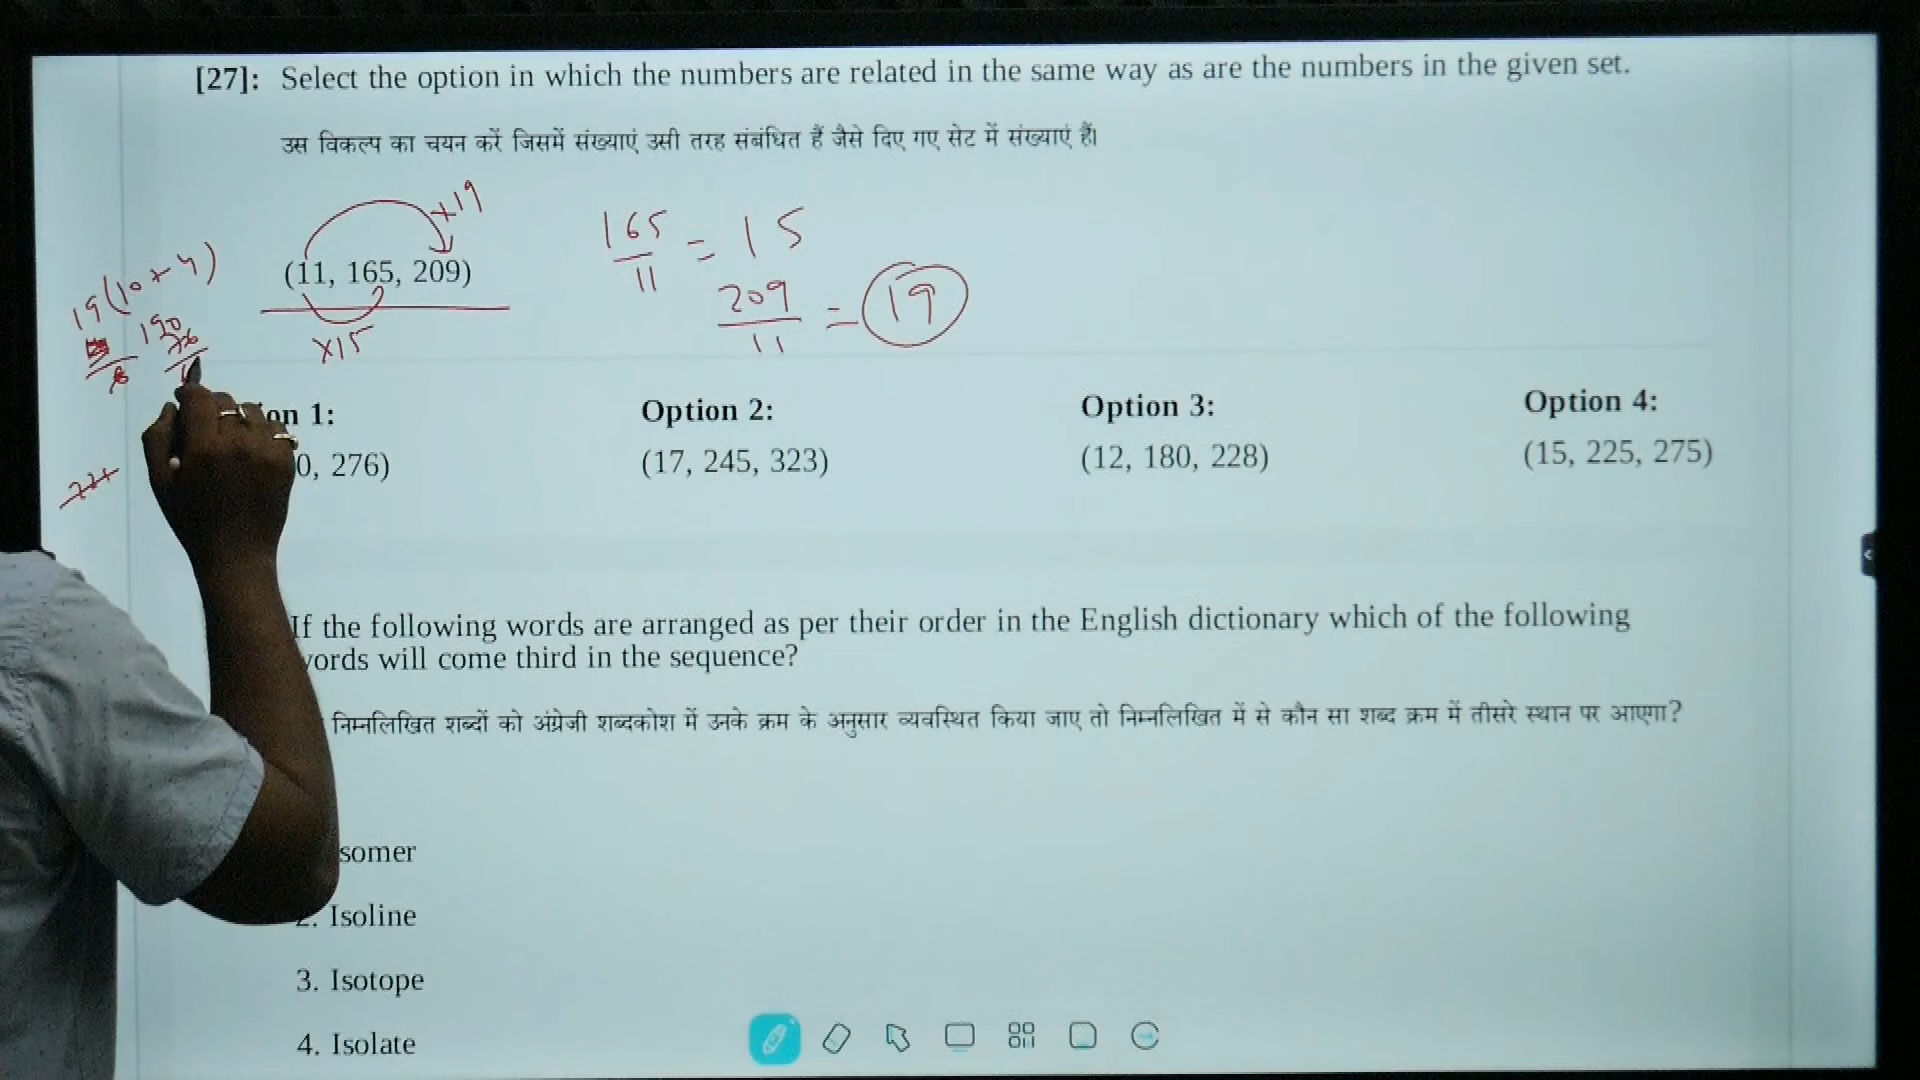 [27]: Select the option in which the numbers are related in the same way as are the numbers in the given set.
उस विकल्प का चयन करें जिसमें संख्याएं उसी तरह संबंधित हैं जैसे दिए गए सेट में संख्याएं हैं।
×19
165/11 = 15
19(10+4)
(11, 165, 209)
209/11 = 19
190
76
×15
on 1: Option 2: Option 3: Option 4:
0, 276) (17, 245, 323) (12, 180, 228) (15, 225, 275)
If the following words are arranged as per their order in the English dictionary which of the following
words will come third in the sequence?
निम्नलिखित शब्दों को अंग्रेजी शब्दकोश में उनके क्रम के अनुसार व्यवस्थित किया जाए तो निम्नलिखित में से कौन सा शब्द क्रम में तीसरे स्थान पर आएगा?
somer
2. Isoline
3. Isotope
4. Isolate